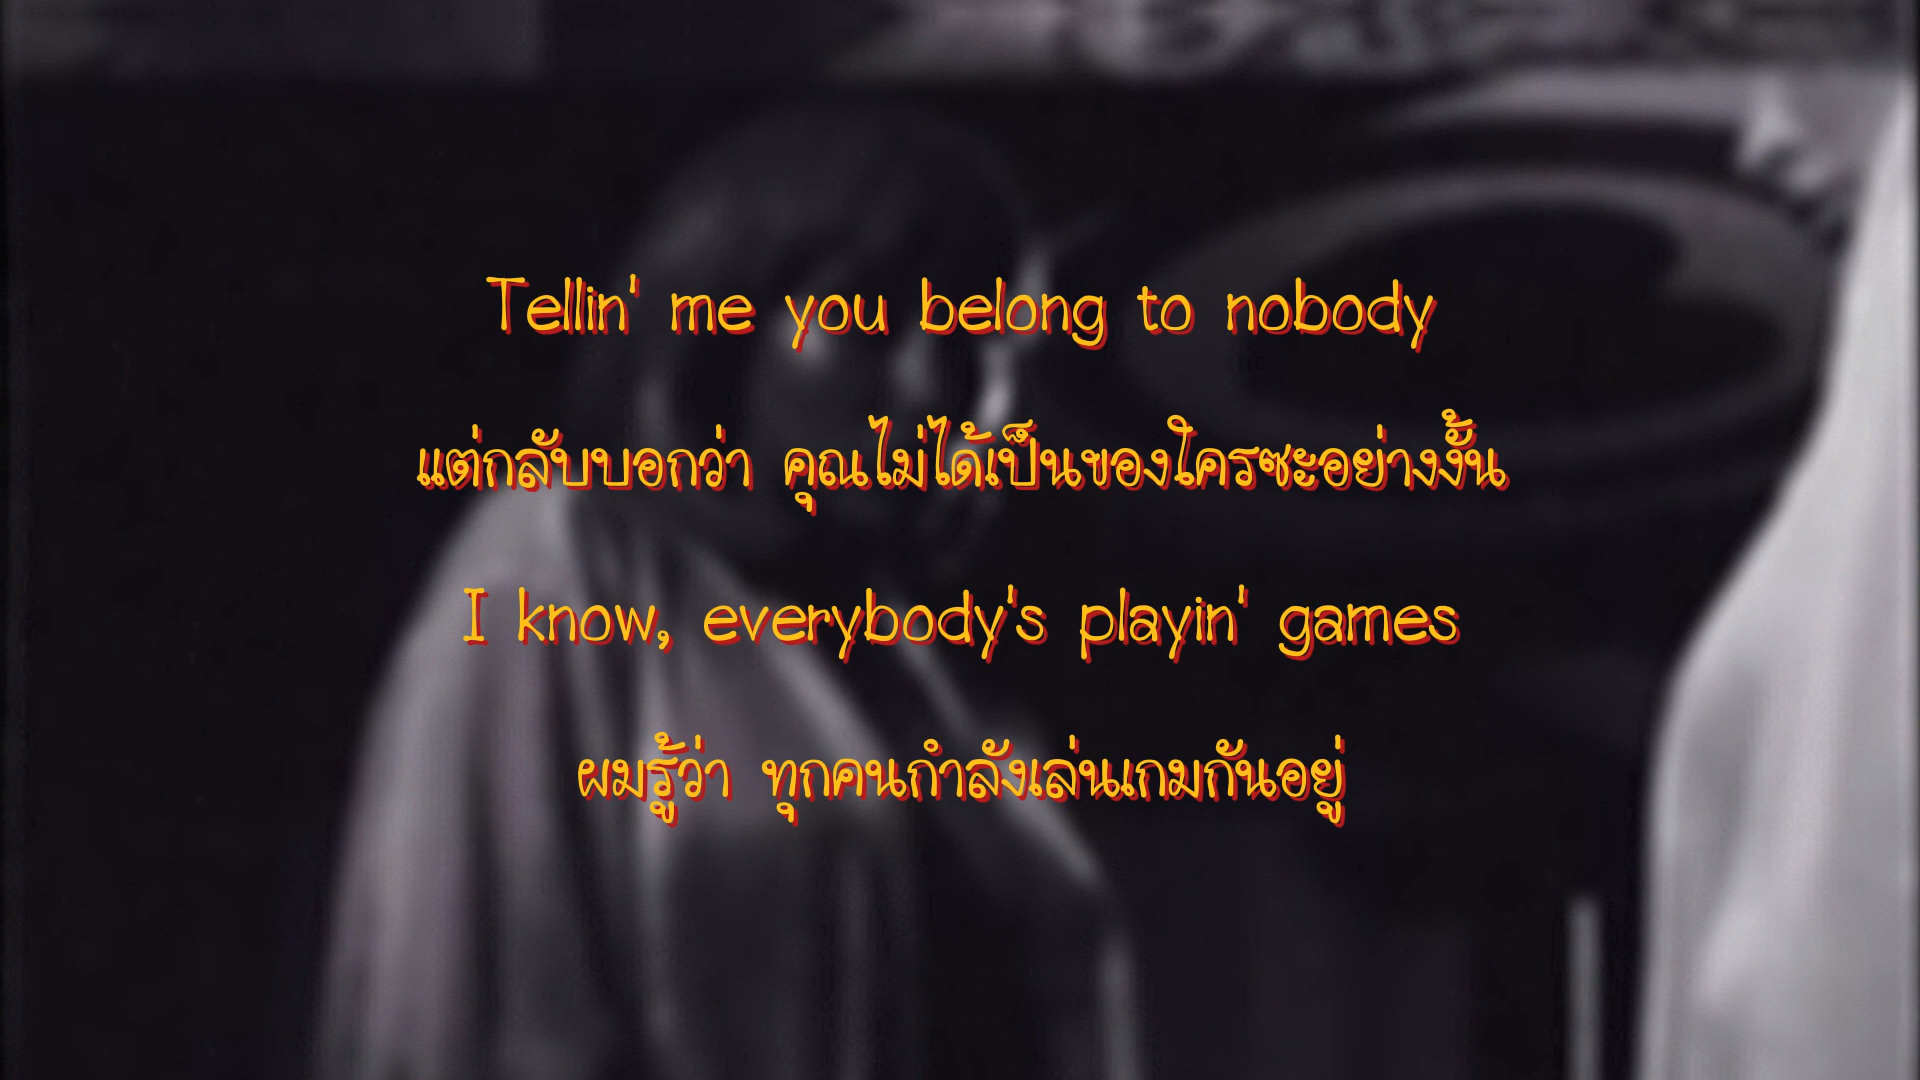 Tellin' me you belong to nobody
แต่กลับบอกว่า คุณไม่ได้เป็นของใครซะอย่างงั้น
I know, everybody's playin' games
ผมรู้ว่า ทุกคนกำลังเล่นเกมกันอยู่